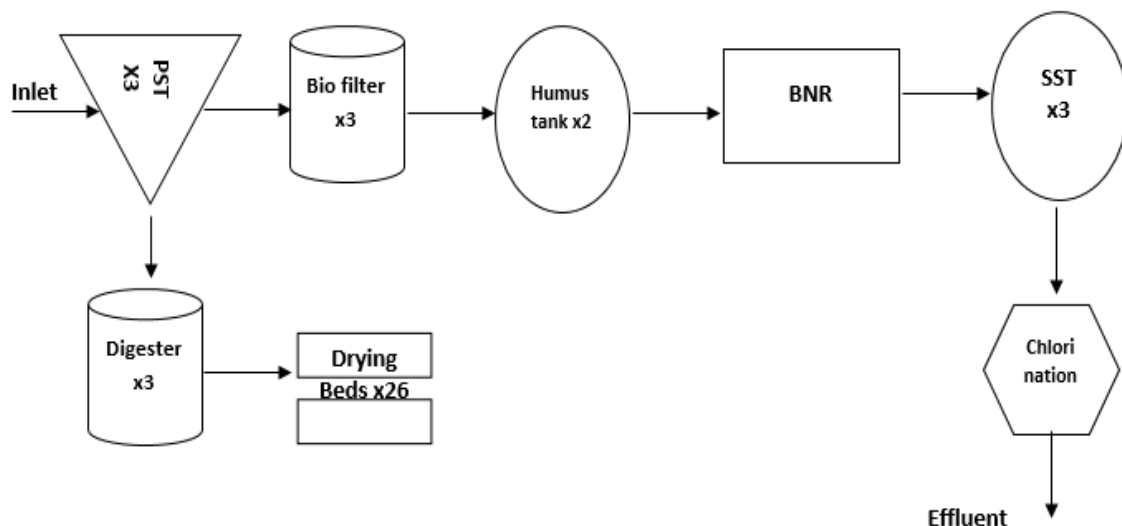 Inlet
PST
X3
Bio filter
x3
Humus
tank x2
BNR
SST
x3
Digester
x3
Drying
Beds x26
Chlori
nation
Effluent